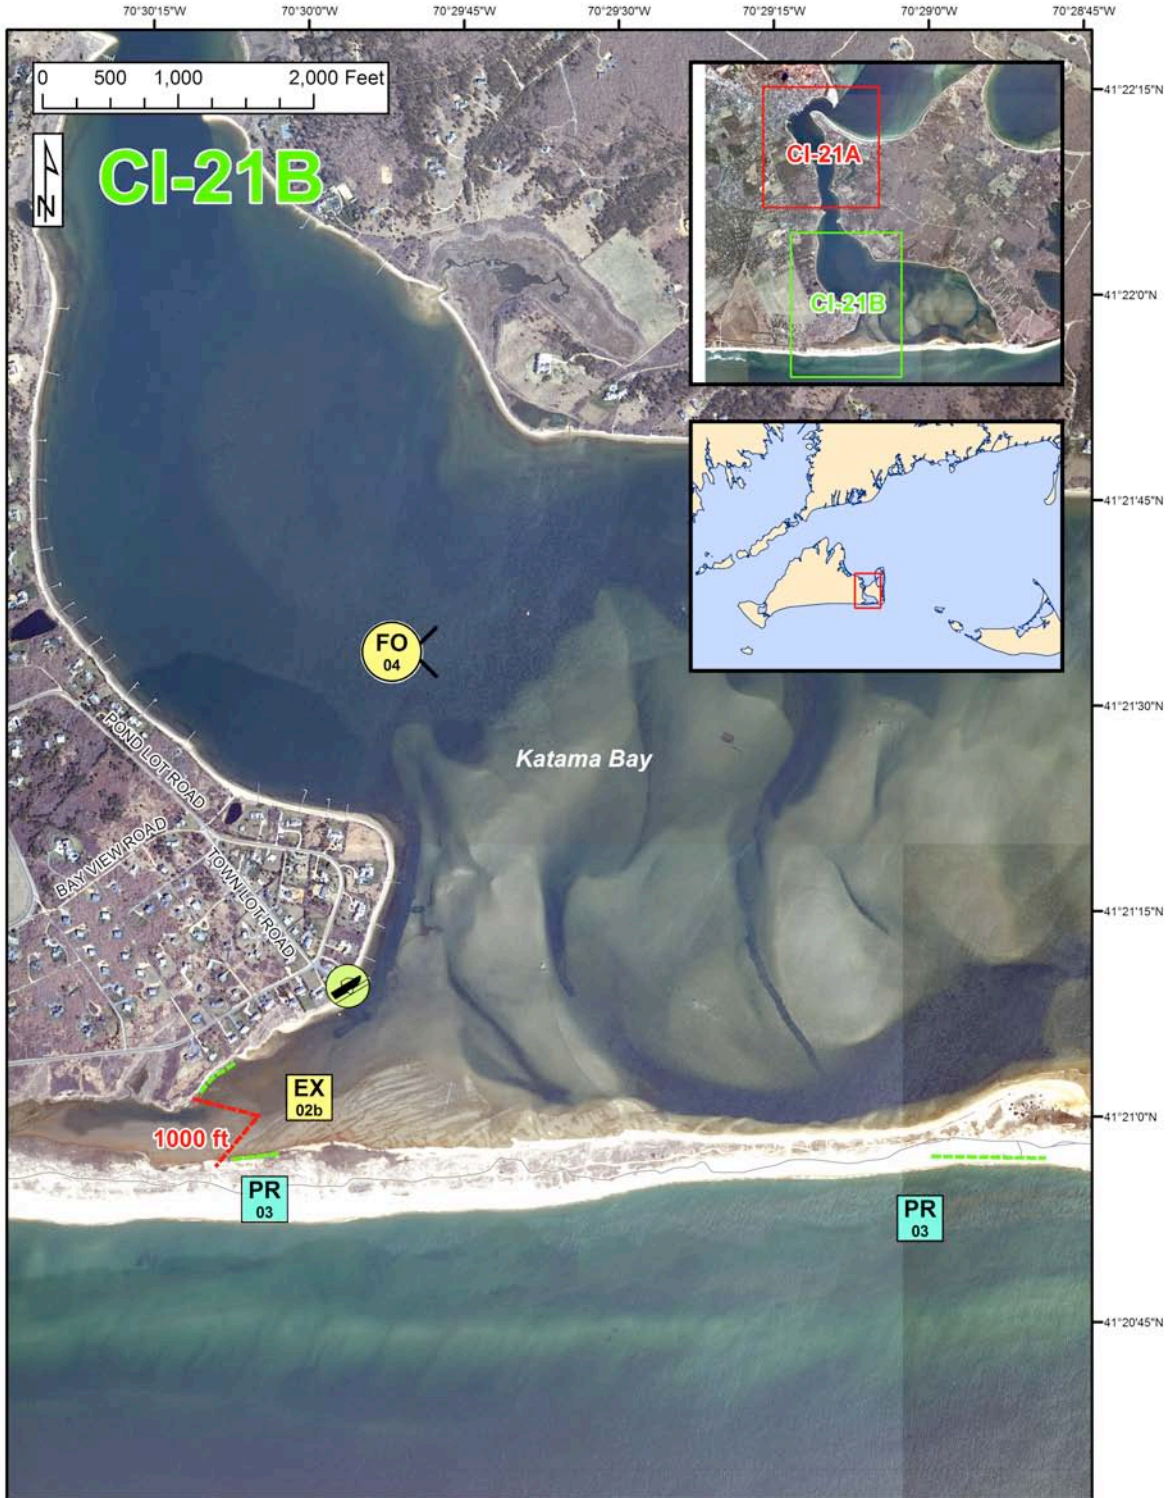 70°30'15"W 70°30'0"W 70°29'45"W 70°29'30"W 70°29'15"W 70°29'0"W 70°28'45"W
0 500 1,000 2,000 Feet
41°22'15"N
N
CI-21B
CI-21A
41°22'0"N
CI-21B
41°21'45"N
FO
04
41°21'30"N
POND LOT ROAD
Katama Bay
BAY VIEW ROAD
TOWN LOT ROAD
41°21'15"N
EX
02b
41°21'0"N
1000 ft
PR
03
PR
03
41°20'45"N